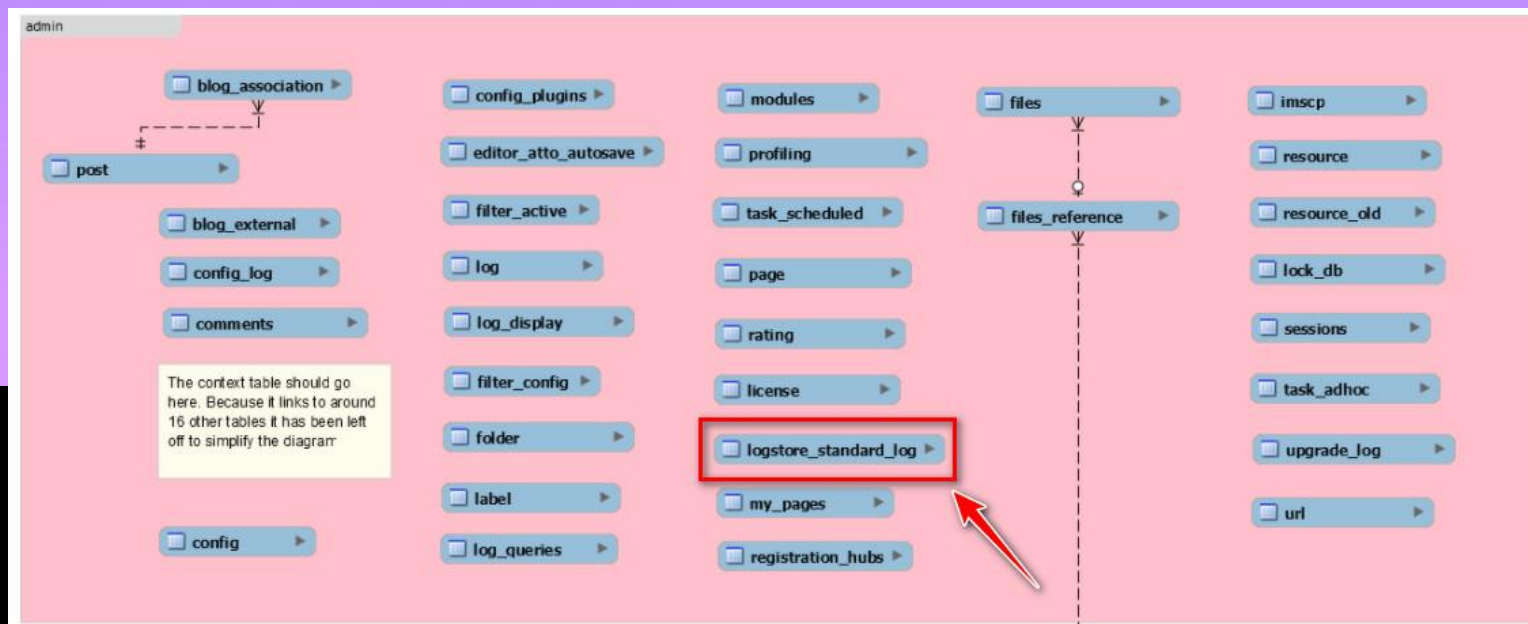 admin
blog_association
post
blog_external
config_log
comments
The context table should go
here. Because it links to around
16 other tables it has been left
off to simplify the diagram
config
config_plugins
editor_atto_autosave
filter_active
log
log_display
filter_config
folder
label
log_queries
modules
profiling
task_scheduled
page
rating
license
logstore_standard_log
my_pages
registration_hubs
files
files_reference
imscp
resource
resource_old
lock_db
sessions
task_adhoc
upgrade_log
url